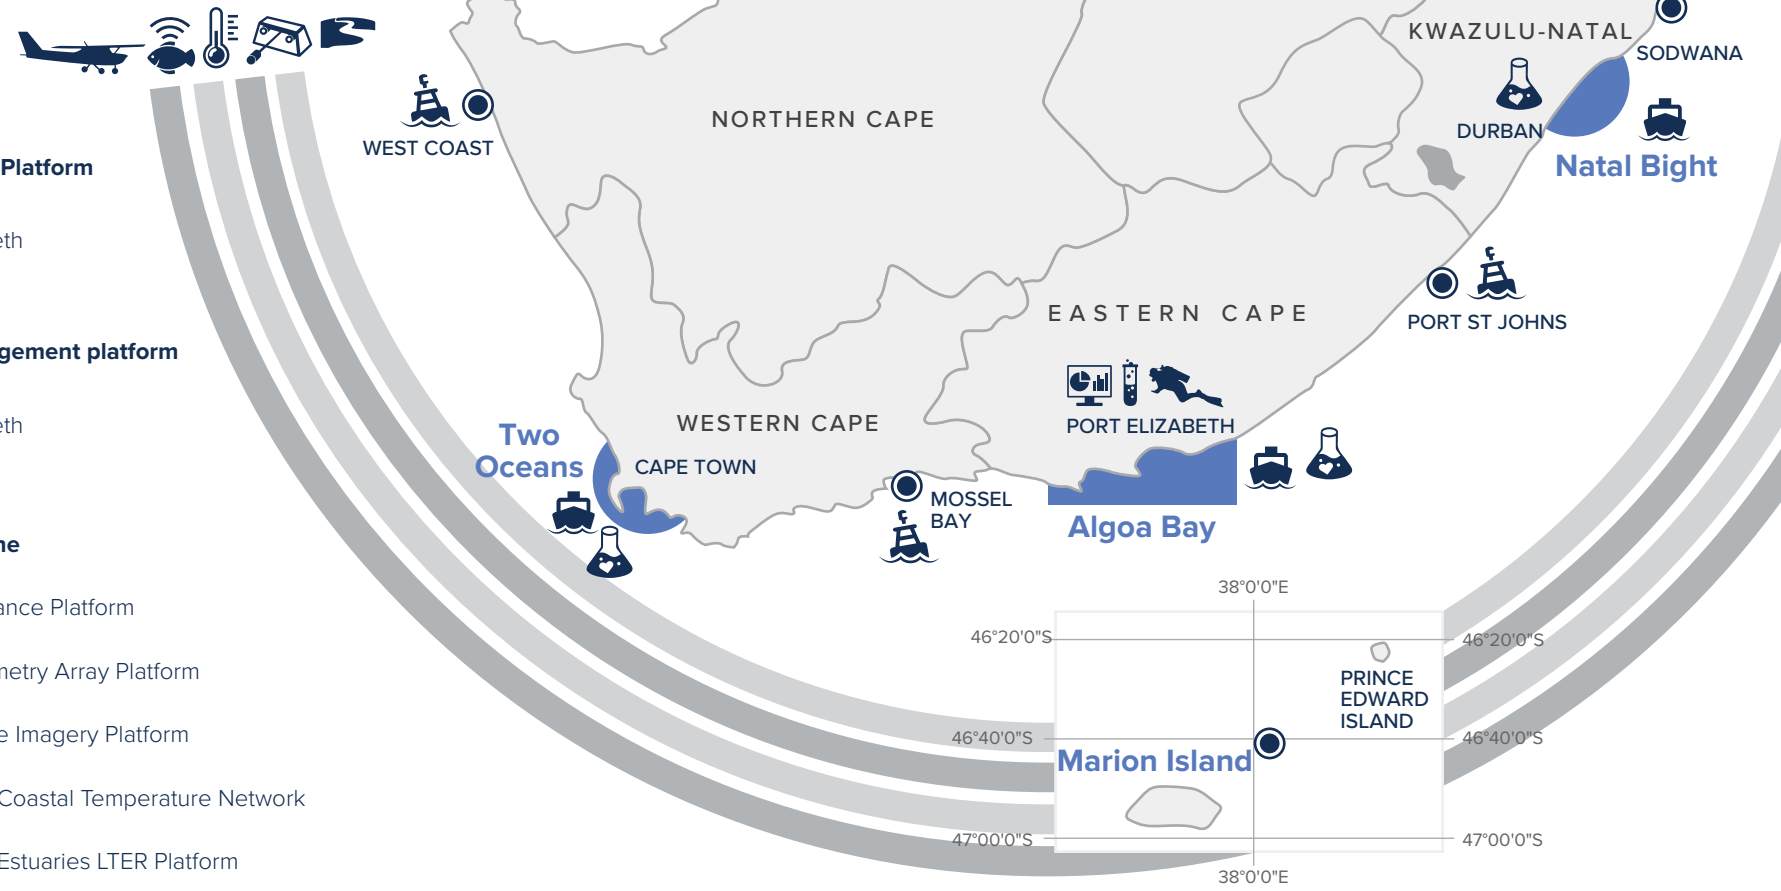 Platform
eth
gement platform
eth
ne
ance Platform
metry Array Platform
e Imagery Platform
Coastal Temperature Network
Estuaries LTER Platform
KWAZULU-NATAL
SODWANA
DURBAN
Natal Bight
WEST COAST
NORTHERN CAPE
EASTERN CAPE
PORT ST JOHNS
PORT ELIZABETH
WESTERN CAPE
Two
Oceans
CAPE TOWN
MOSSEL
BAY
Algoa Bay
38°0'0"E
46°20'0"S
46°20'0"S
PRINCE
EDWARD
ISLAND
46°40'0"S
46°40'0"S
Marion Island
47°00'0"S
47°00'0"S
38°0'0"E